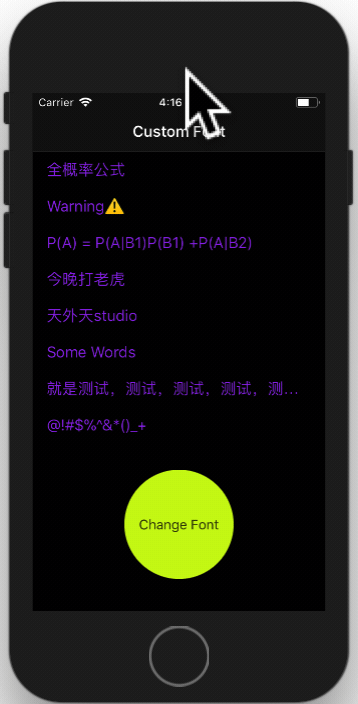 Carrier 4:16
Custom Font
全概率公式
Warning⚠️
P(A) = P(A|B1)P(B1) +P(A|B2)
今晚打老虎
天外天studio
Some Words
就是测试，测试，测试，测试，测...
@!#$%^&*()_+
Change Font